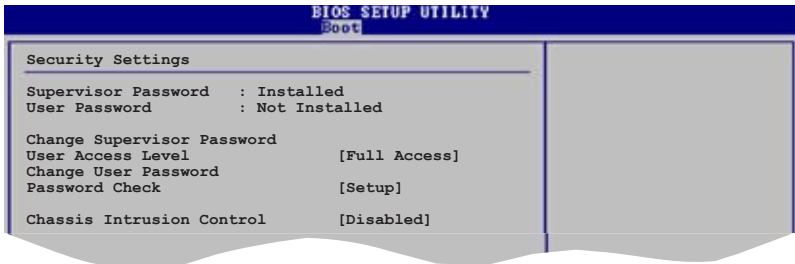 BIOS SETUP UTILITY
Boot
Security Settings
Supervisor Password : Installed
User Password : Not Installed
Change Supervisor Password
User Access Level [Full Access]
Change User Password
Password Check [Setup]
Chassis Intrusion Control [Disabled]